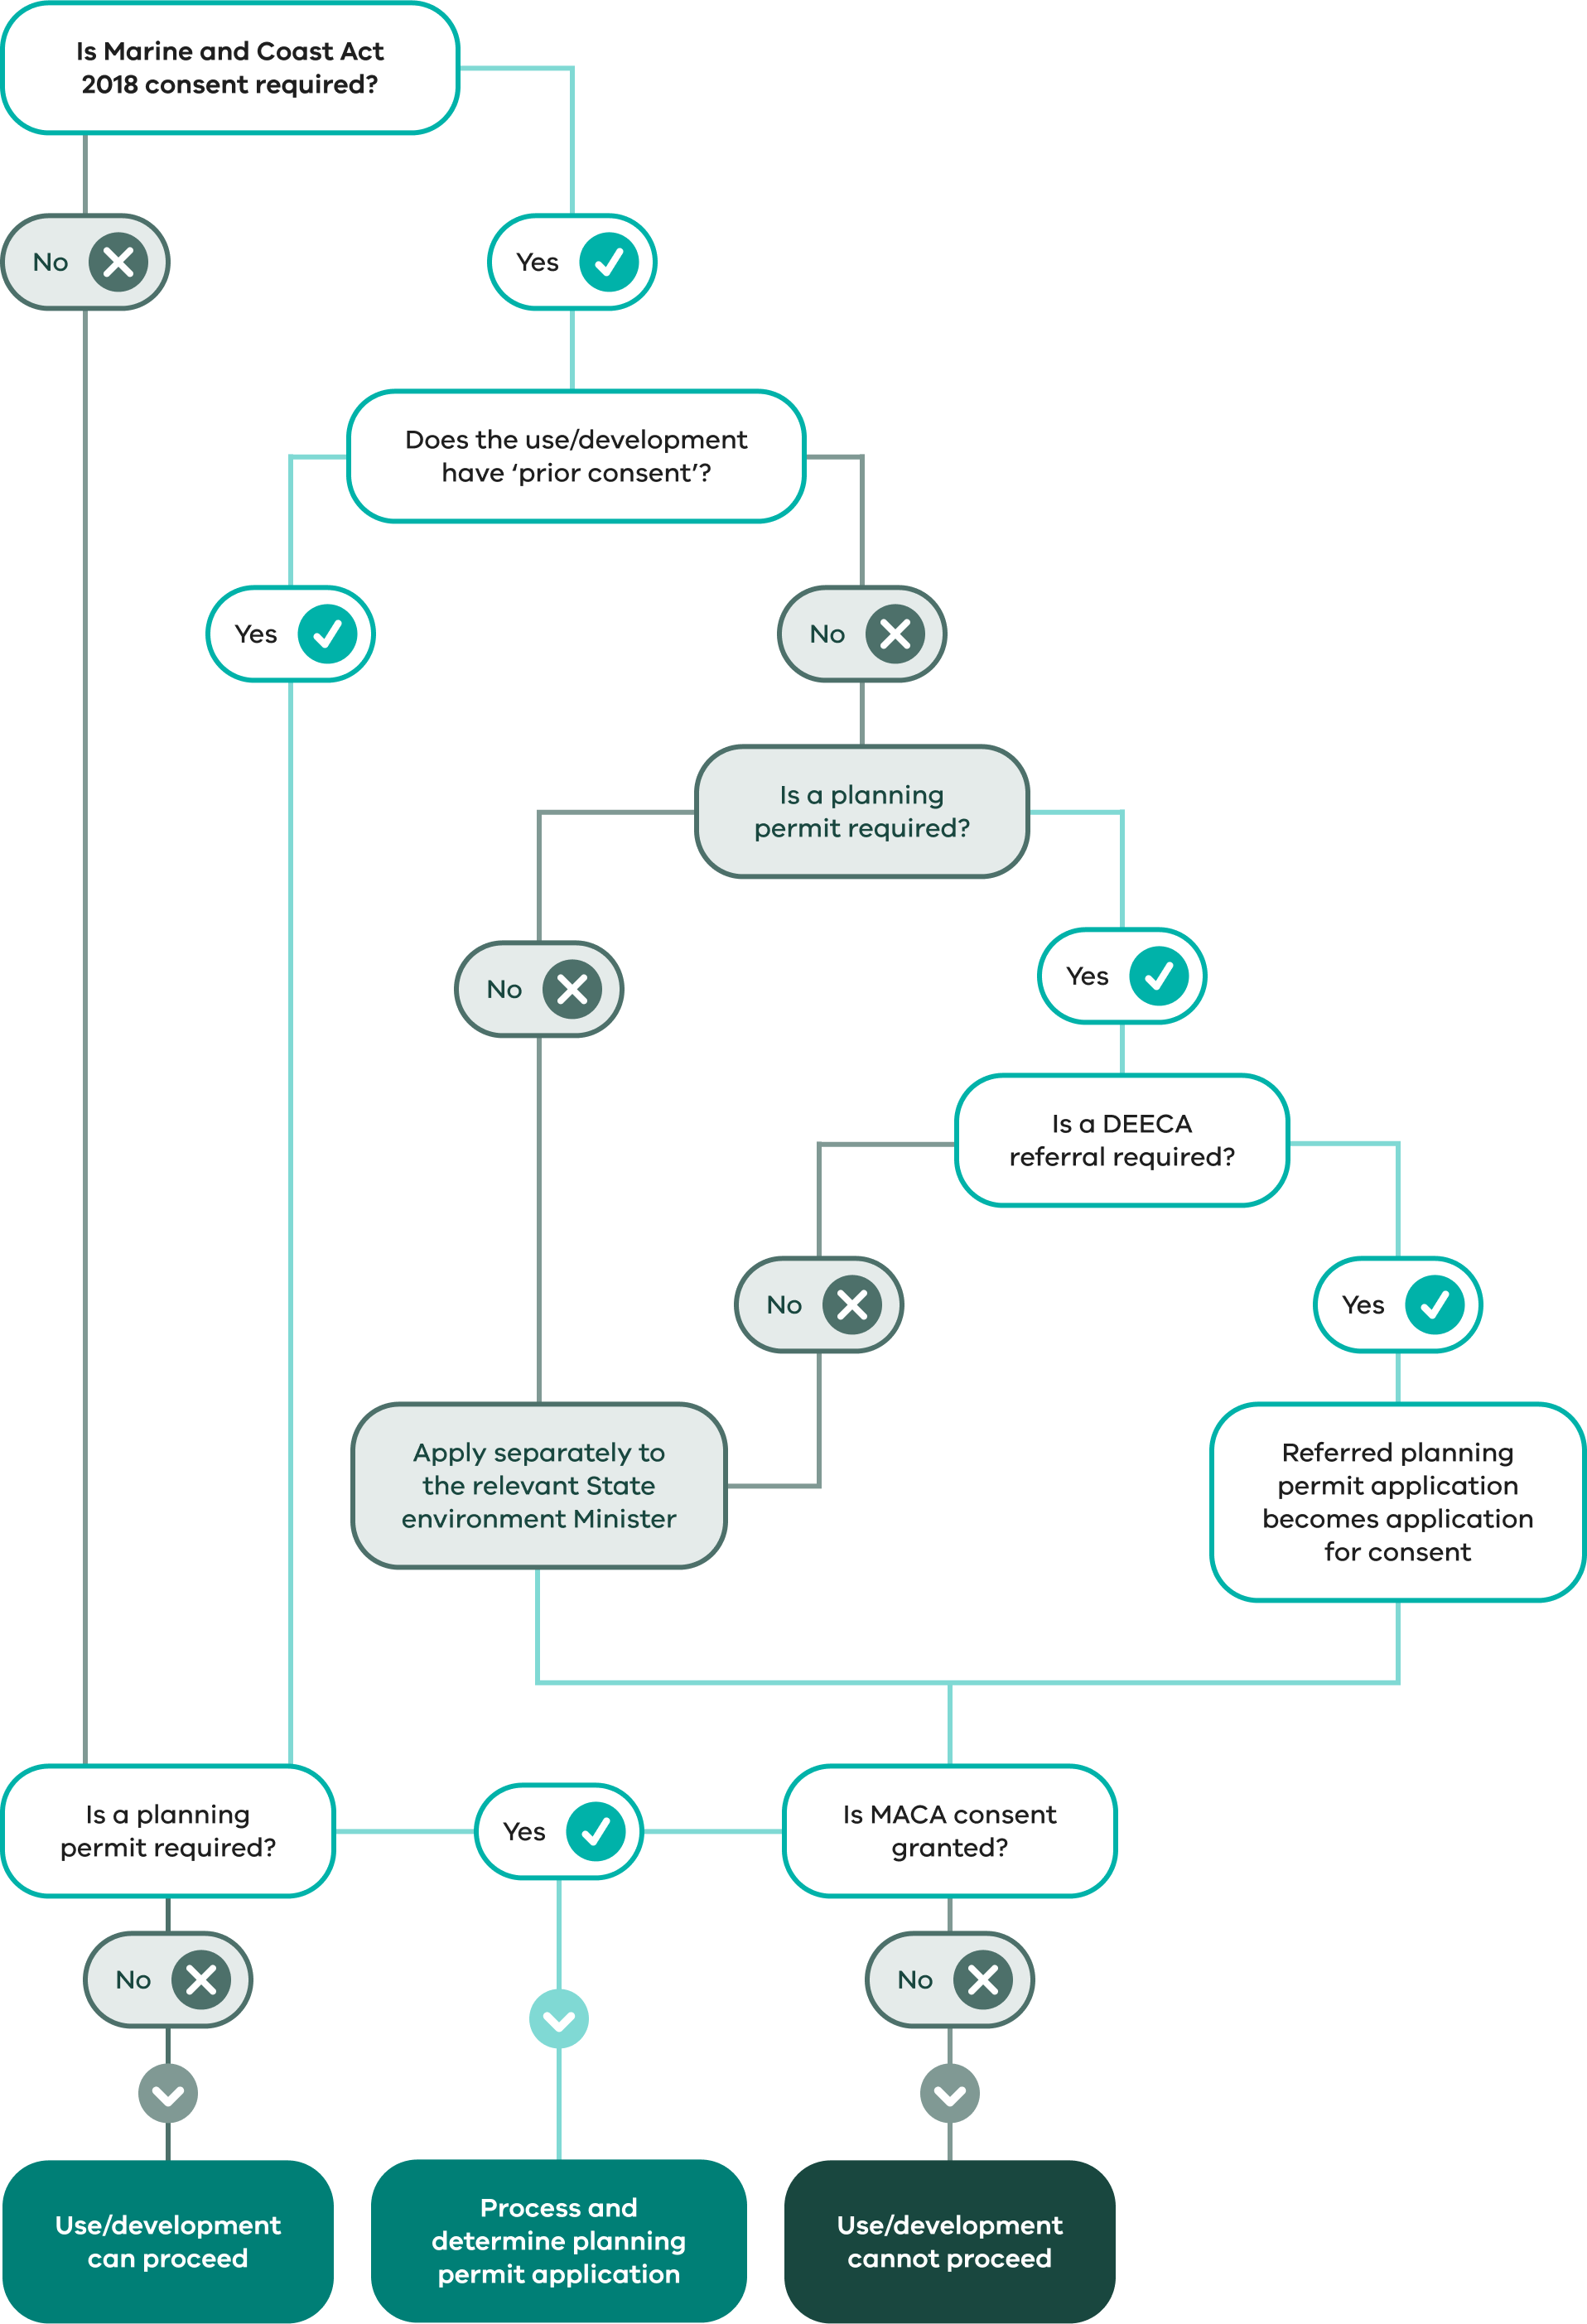 Is Marine and Coast Act
2018 consent required?
No
Yes
Does the use/development
have ‘prior consent’?
Yes
No
Is a planning
permit required?
No
Yes
Is a DEECA
referral required?
No
Yes
Apply separately to
the relevant State
environment Minister
Referred planning
permit application
becomes application
for consent
Is a planning
permit required?
Yes
Is MACA consent
granted?
No
No
Use/development
can proceed
Process and
determine planning
permit application
Use/development
cannot proceed